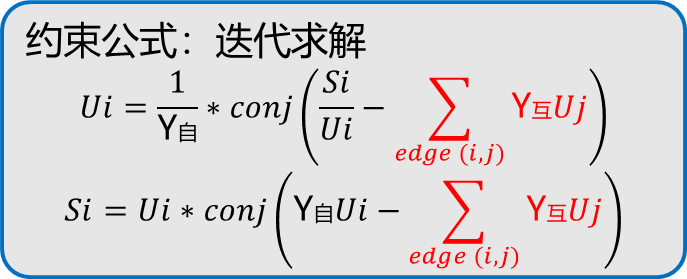 约束公式：迭代求解
Ui = 1/Y自 * conj(Si/Ui − ∑edge (i,j) Y互Uj)
Si = Ui * conj(Y自Ui − ∑edge (i,j) Y互Uj)